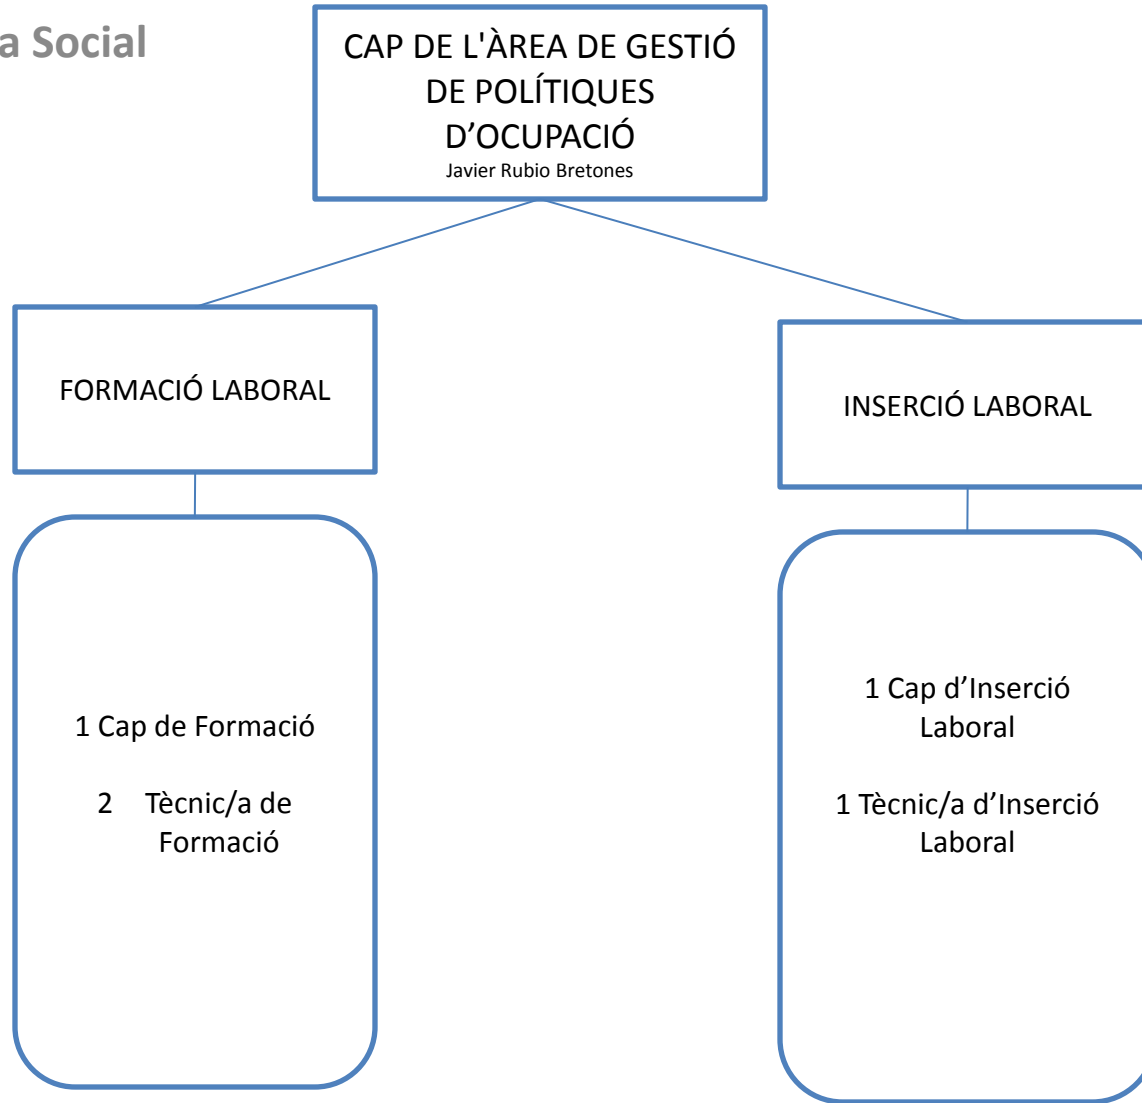 a Social
CAP DE L'ÀREA DE GESTIÓ
DE POLÍTIQUES
D’OCUPACIÓ
Javier Rubio Bretones
FORMACIÓ LABORAL
INSERCIÓ LABORAL
1 Cap de Formació
2 Tècnic/a de
Formació
1 Cap d’Inserció
Laboral
1 Tècnic/a d’Inserció
Laboral